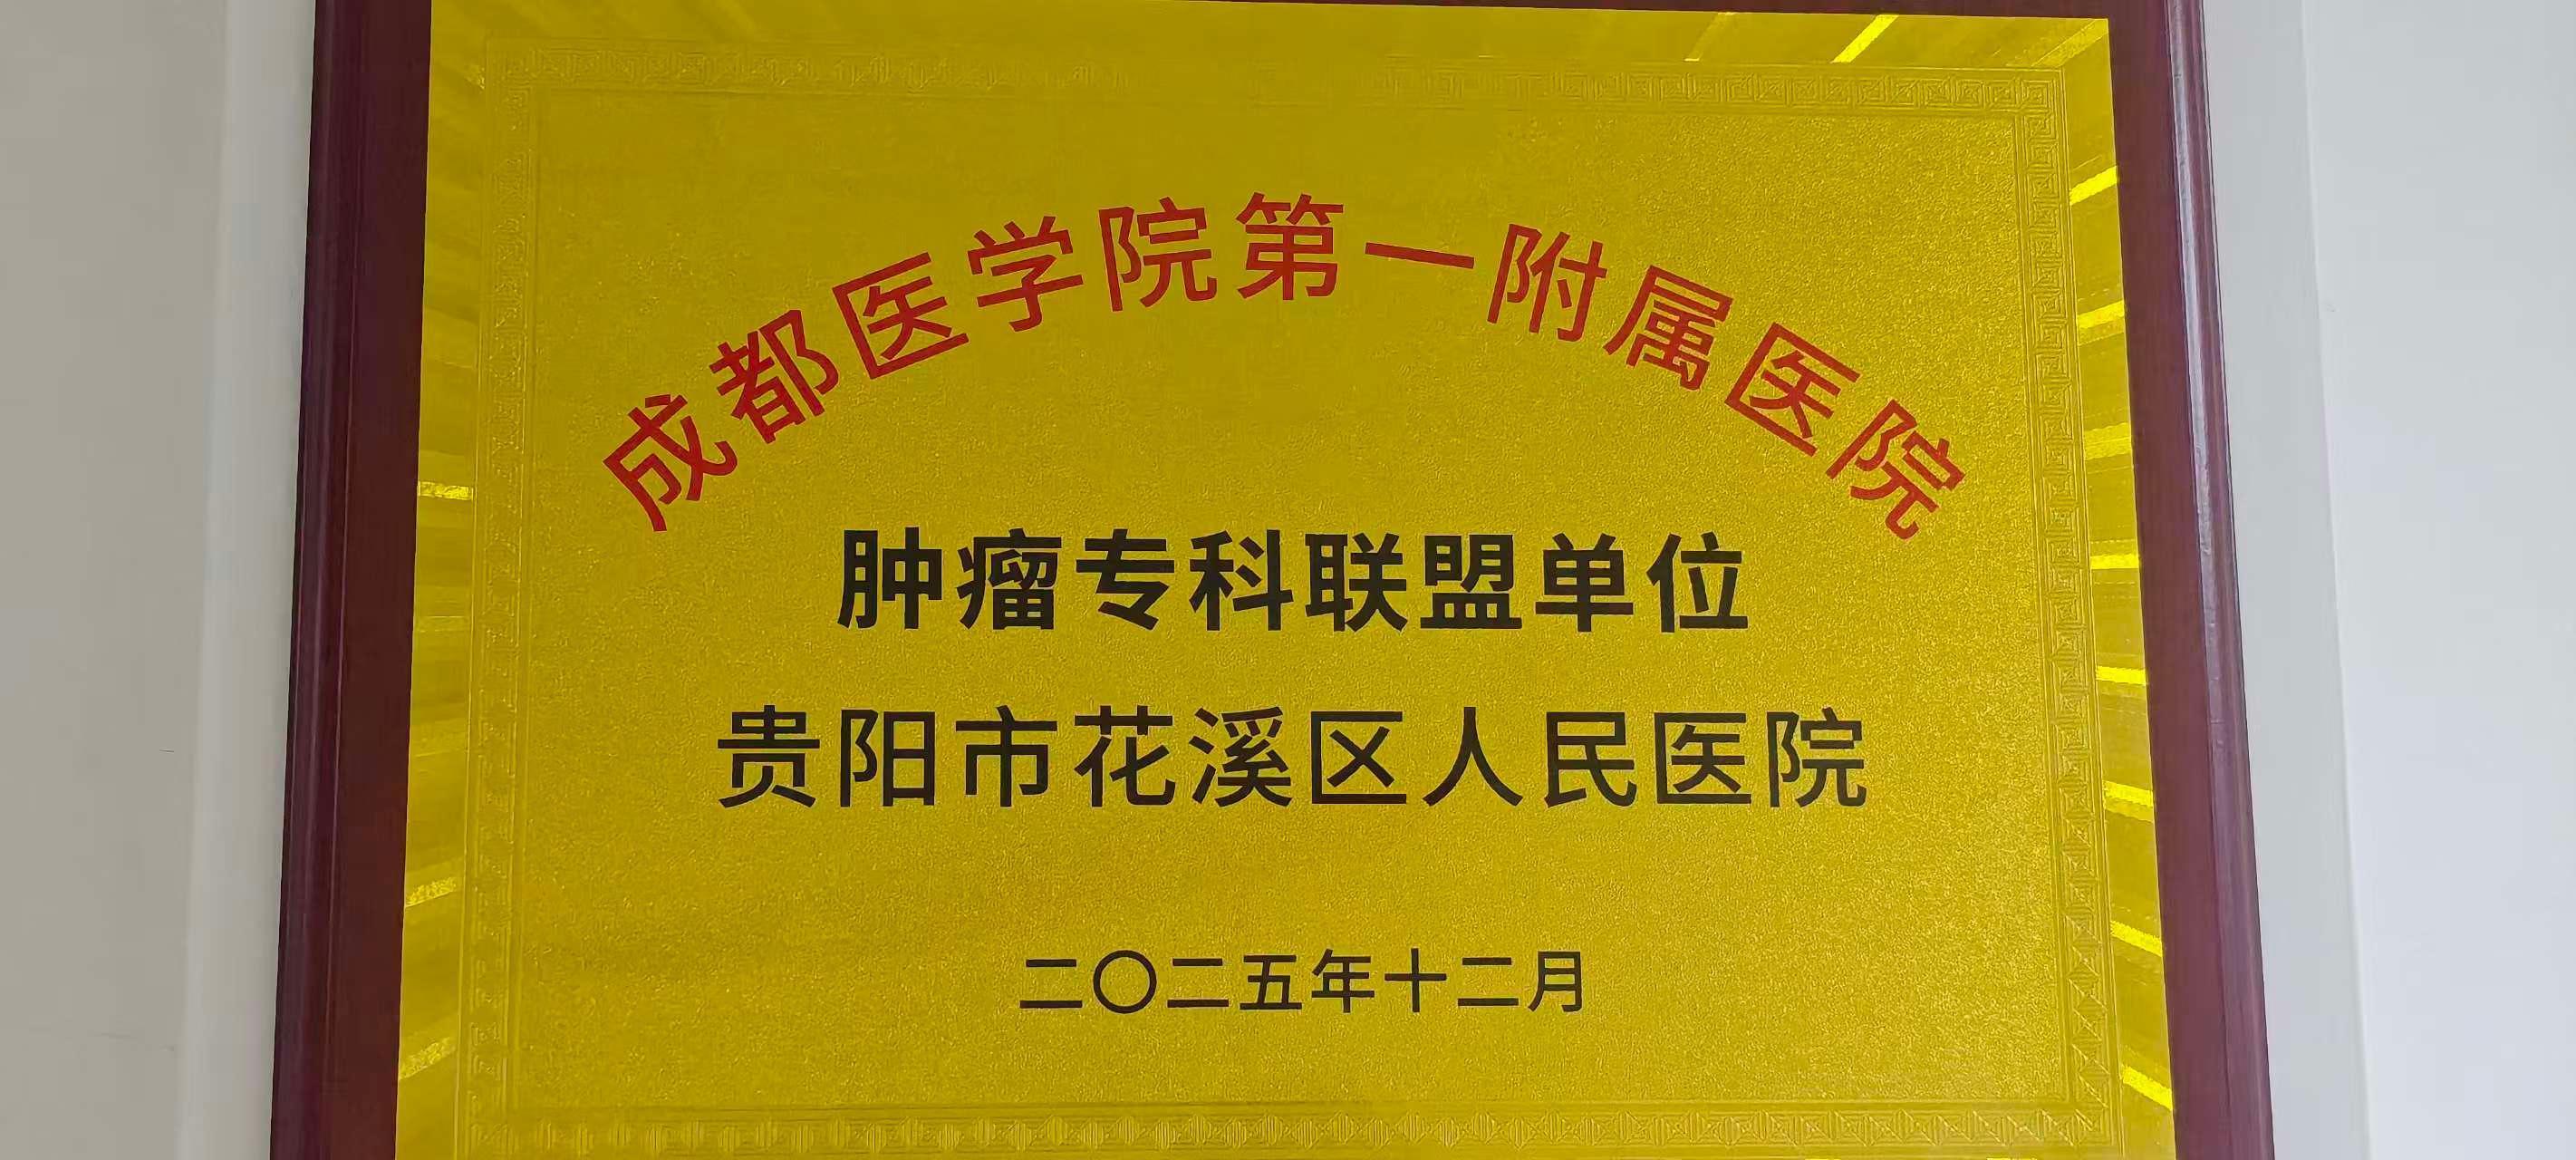 成都医学院第一附属医院
肿瘤专科联盟单位
贵阳市花溪区人民医院
二〇二五年十二月